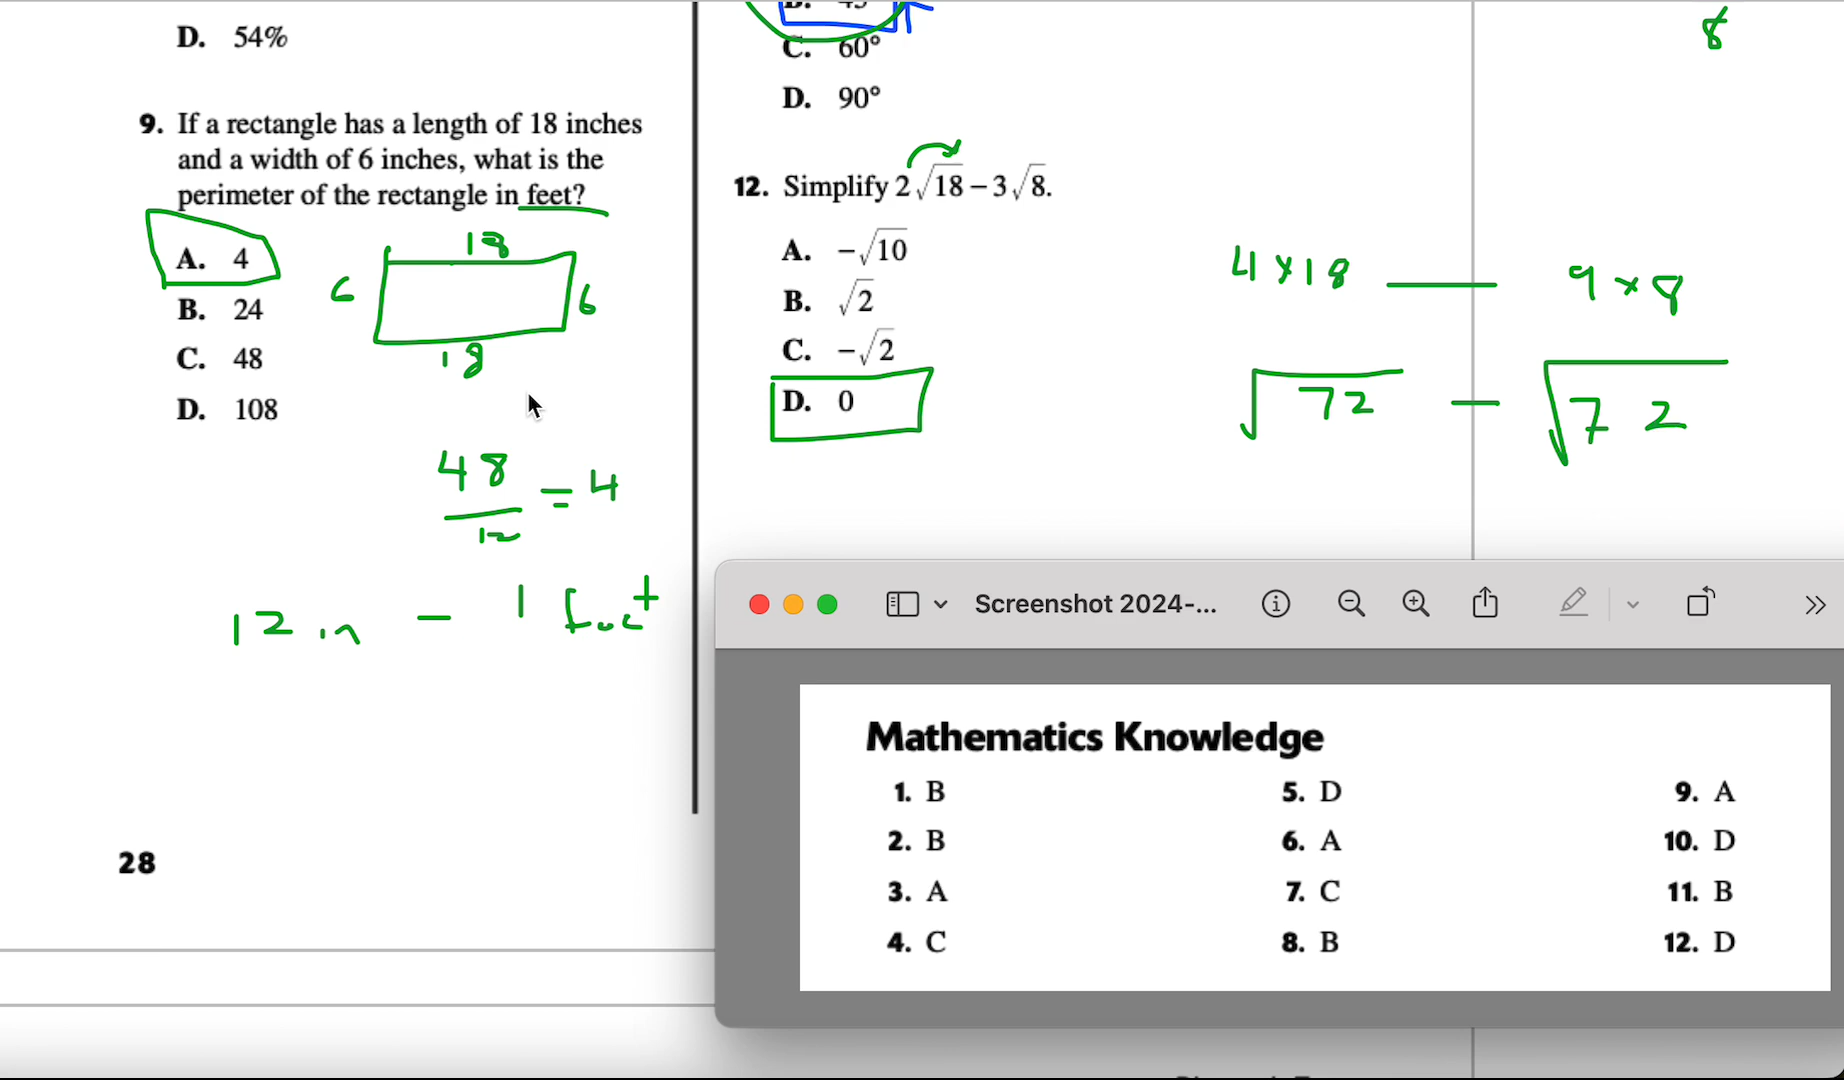 D. 54%
9. If a rectangle has a length of 18 inches
and a width of 6 inches, what is the
perimeter of the rectangle in feet?
A. 4
B. 24
C. 48
D. 108
18
6
6
18
48
12
= 4
12 in — 1 foot
28
C. 60°
D. 90°
12. Simplify 2√18 – 3√8.
A. –√10
B. √2
C. –√2
D. 0
8
4 × 18 — 9 × 8
√72 — √72
Screenshot 2024-...
Mathematics Knowledge
1. B
2. B
3. A
4. C
5. D
6. A
7. C
8. B
9. A
10. D
11. B
12. D